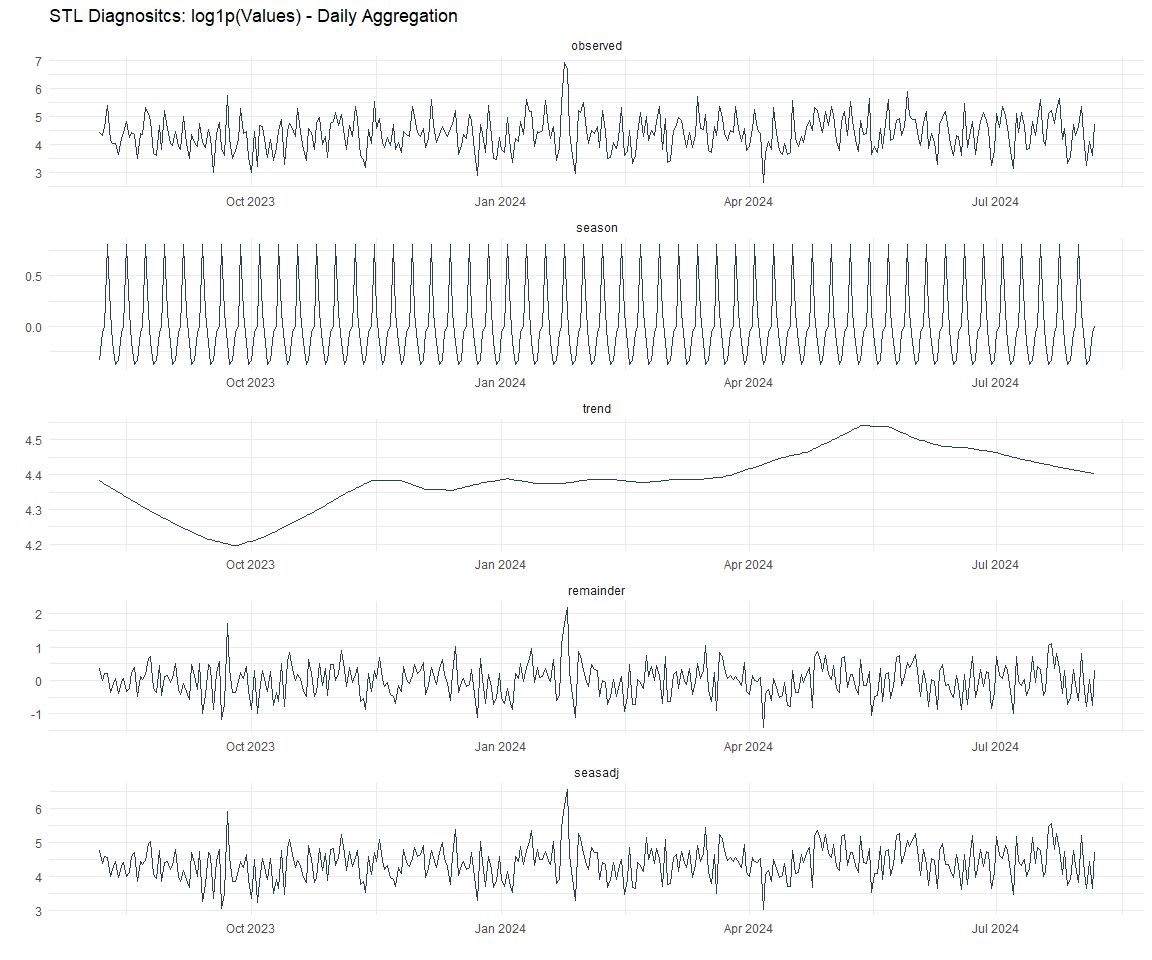 STL Diagnositcs: log1p(Values) - Daily Aggregation
observed
7
6
5
4
3
Oct 2023 Jan 2024 Apr 2024 Jul 2024
season
0.5
0.0
Oct 2023 Jan 2024 Apr 2024 Jul 2024
trend
4.5
4.4
4.3
4.2
Oct 2023 Jan 2024 Apr 2024 Jul 2024
remainder
2
1
0
-1
Oct 2023 Jan 2024 Apr 2024 Jul 2024
seasadj
6
5
4
3
Oct 2023 Jan 2024 Apr 2024 Jul 2024